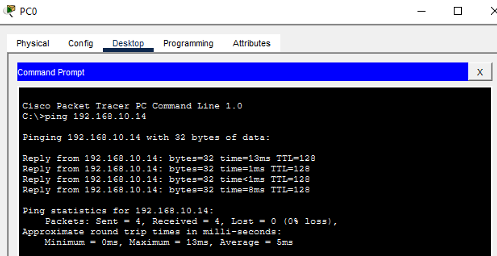 PC0
Physical Config Desktop Programming Attributes
Command Prompt X
Cisco Packet Tracer PC Command Line 1.0
C:\>ping 192.168.10.14
Pinging 192.168.10.14 with 32 bytes of data:
Reply from 192.168.10.14: bytes=32 time=13ms TTL=128
Reply from 192.168.10.14: bytes=32 time=1ms TTL=128
Reply from 192.168.10.14: bytes=32 time<1ms TTL=128
Reply from 192.168.10.14: bytes=32 time=8ms TTL=128
Ping statistics for 192.168.10.14:
Packets: Sent = 4, Received = 4, Lost = 0 (0% loss),
Approximate round trip times in milli-seconds:
Minimum = 0ms, Maximum = 13ms, Average = 5ms